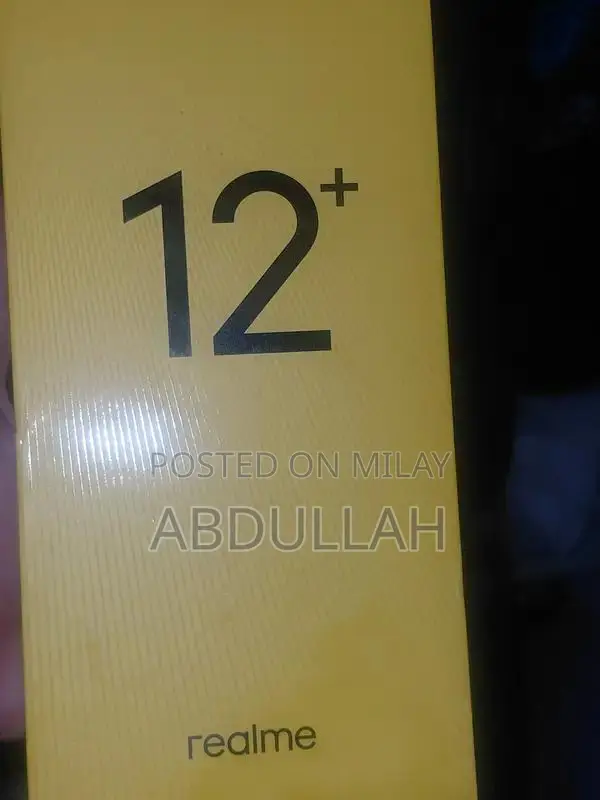 12+
POSTED ON MILAY
ABDULLAH
realme